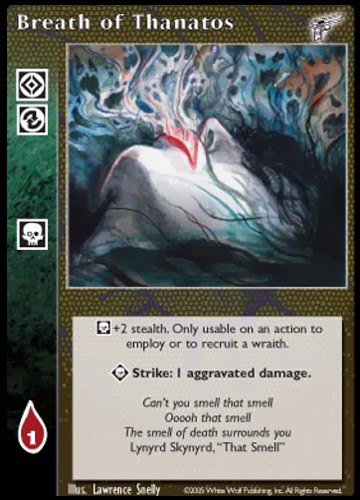 Breath of Thanatos
+2 stealth. Only usable on an action to
employ or to recruit a wraith.
Strike: 1 aggravated damage.
Can't you smell that smell
Ooooh that smell
The smell of death surrounds you
Lynyrd Skynyrd, "That Smell"
1
Illus. Lawrence Snelly
©2005 White Wolf Publishing, Inc. All Rights Reserved.